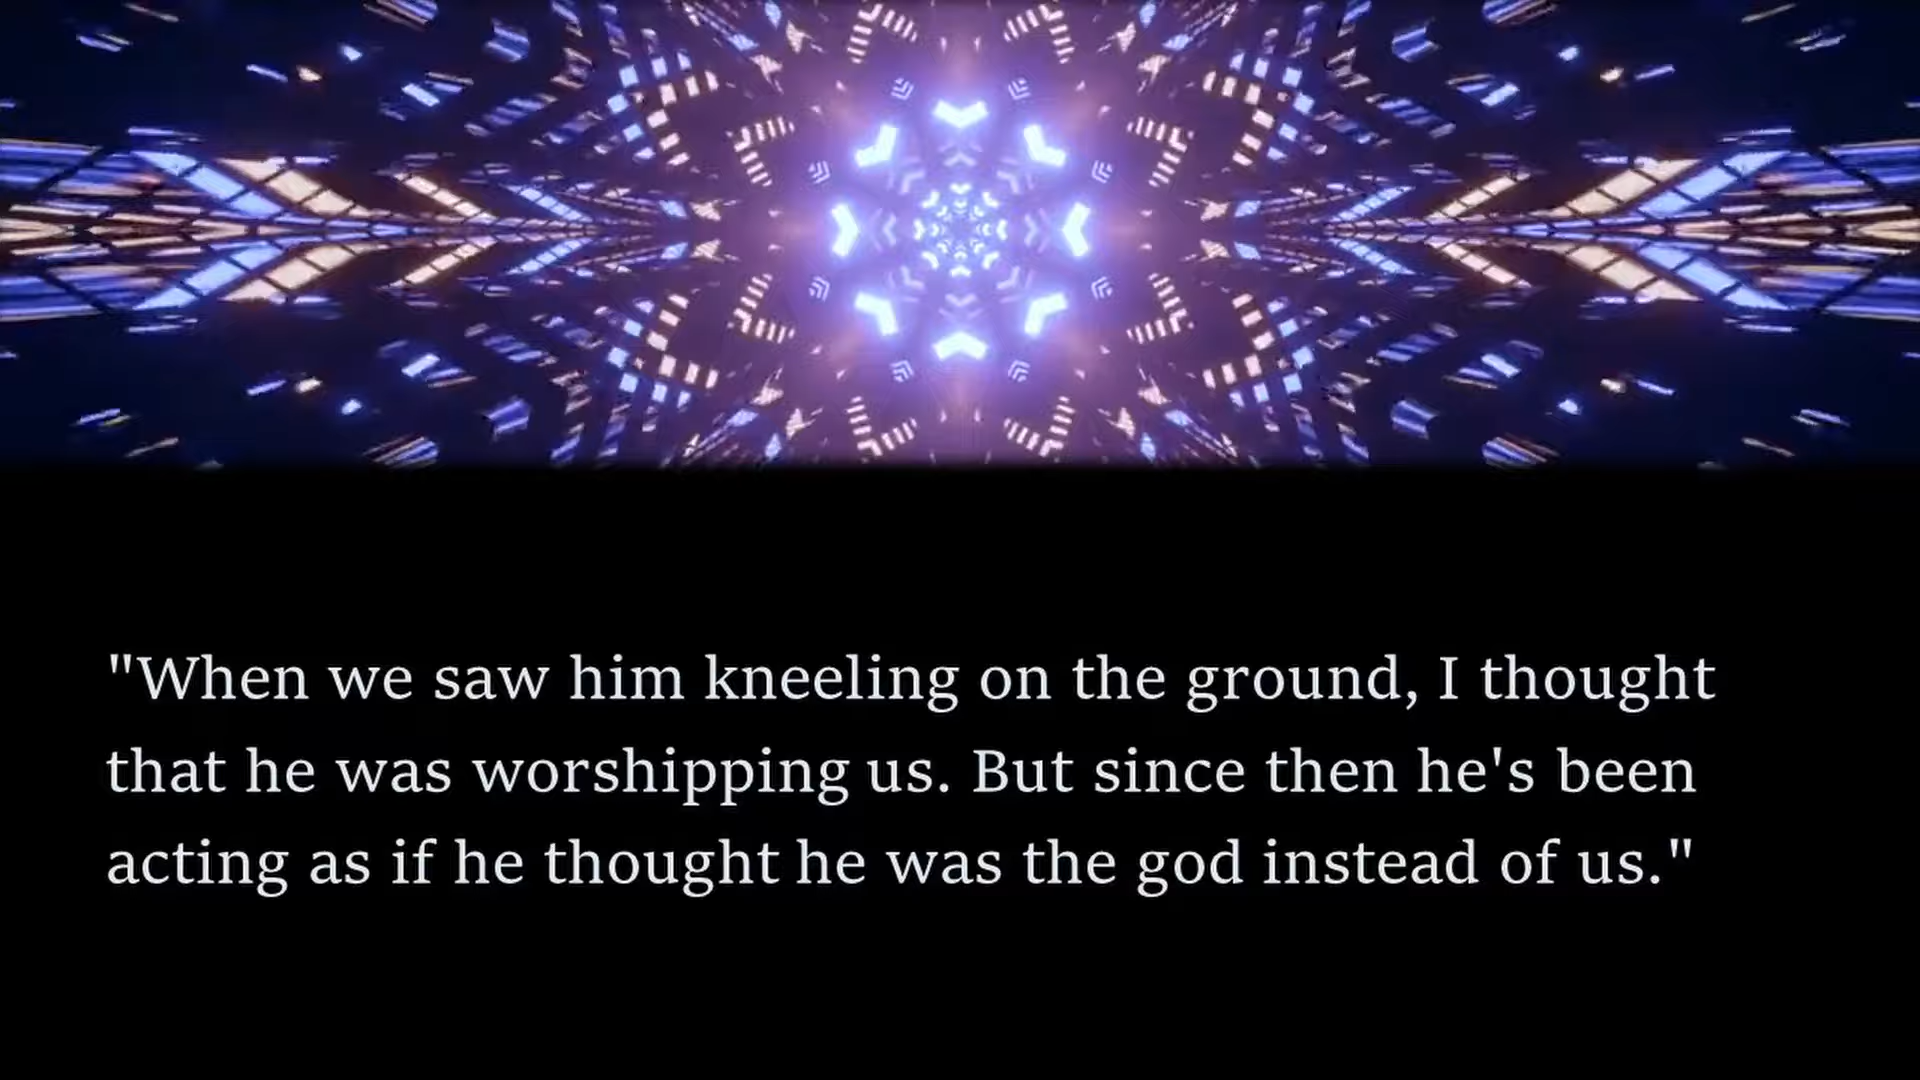 "When we saw him kneeling on the ground, I thought
that he was worshipping us. But since then he's been
acting as if he thought he was the god instead of us."